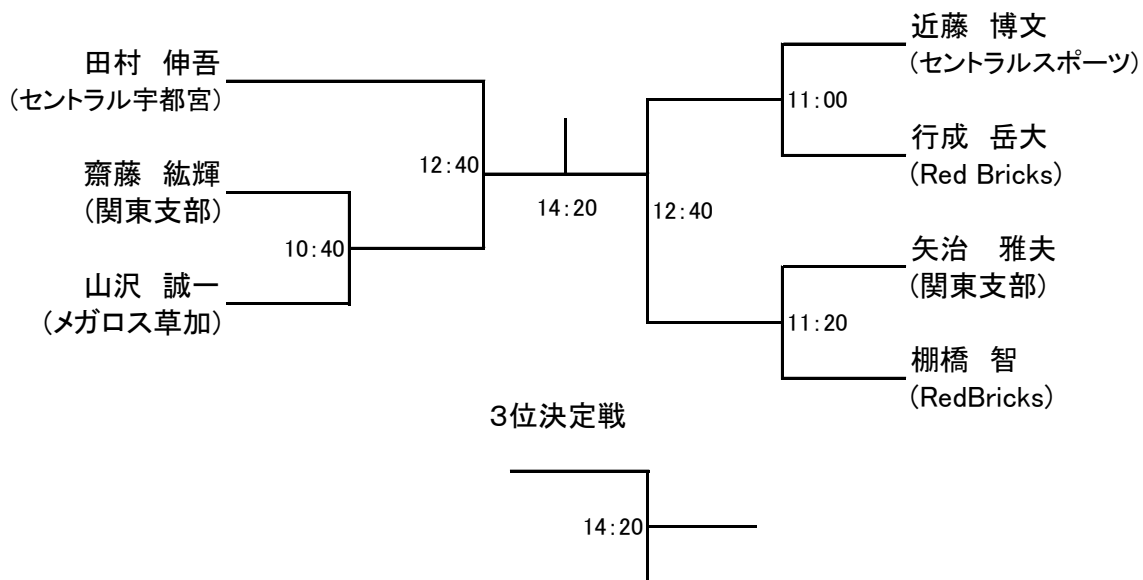 田村　伸吾
(セントラル宇都宮)
齋藤　紘輝
(関東支部)
山沢　誠一
(メガロス草加)
10:40
12:40
14:20
近藤　博文
(セントラルスポーツ)
11:00
行成　岳大
(Red Bricks)
12:40
矢治　雅夫
(関東支部)
11:20
棚橋　智
(RedBricks)
3位決定戦
14:20